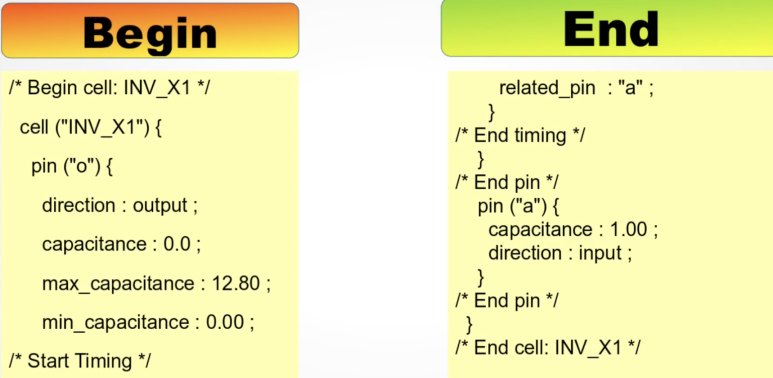 Begin
/* Begin cell: INV_X1 */
cell ("INV_X1") {
pin ("o") {
direction : output ;
capacitance : 0.0 ;
max_capacitance : 12.80 ;
min_capacitance : 0.00 ;
/* Start Timing */
End
related_pin : "a" ;
}
/* End timing */
}
/* End pin */
pin ("a") {
capacitance : 1.00 ;
direction : input ;
}
/* End pin */
}
/* End cell: INV_X1 */